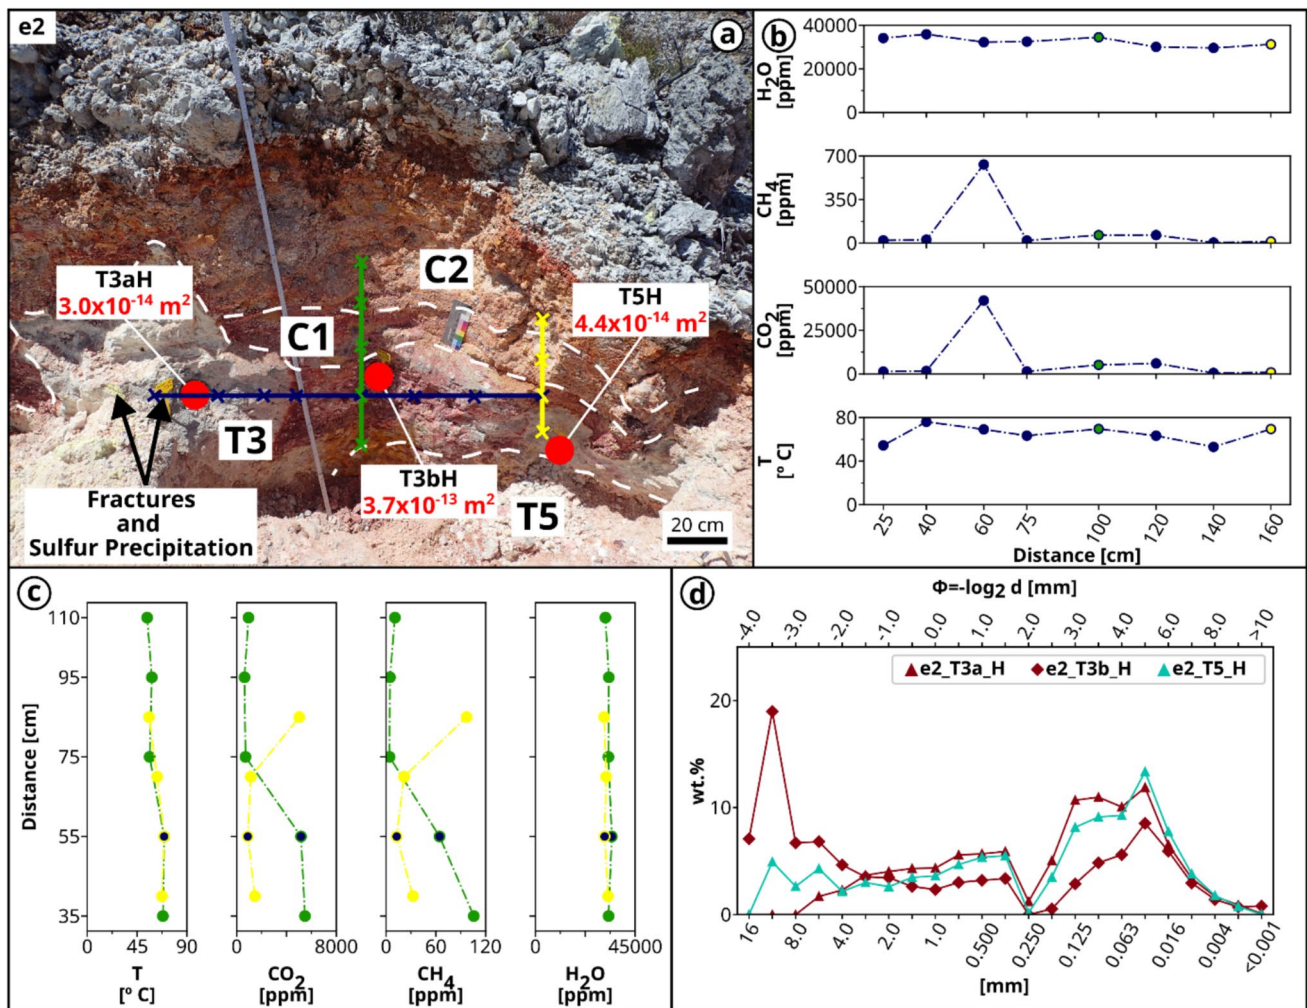 e2
a
T3aH
3.0x10⁻¹⁴ m²
C2
C1
T5H
4.4x10⁻¹⁴ m²
T3
T3bH
3.7x10⁻¹³ m²
T5
Fractures
and
Sulfur Precipitation
20 cm
b
H₂O
[ppm]
40000
20000
0
CH₄
[ppm]
700
350
0
CO₂
[ppm]
50000
25000
0
T
[º C]
80
40
0
25 40 60 75 100 120 140 160
Distance [cm]
c
Distance [cm]
110
95
75
55
35
0 45 90
T
[º C]
0 8000
CO₂
[ppm]
0 60 120
CH₄
[ppm]
0 45000
H₂O
[ppm]
d
Φ=-log₂ d [mm]
-4.0 -3.0 -2.0 -1.0 0.0 1.0 2.0 3.0 4.0 6.0 8.0 >10
e2_T3a_H e2_T3b_H e2_T5_H
wt.%
20
10
0
16 8.0 4.0 2.0 1.0 0.500 0.250 0.125 0.063 0.016 0.004 <0.001
[mm]